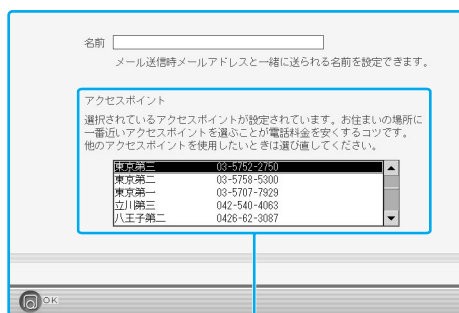 名前
メール送信時メールアドレスと一緒に送られる名前を設定できます。
アクセスポイント
選択されているアクセスポイントが設定されています。お住まいの場所に
一番近いアクセスポイントを選ぶことが電話料金を安くするコツです。
他のアクセスポイントを使用したいときは選び直してください。
東京第三 03-5752-2750
東京第二 03-5758-5300
東京第一 03-5707-7929
立川第三 042-540-4063
八王子第二 0426-62-3087
OK